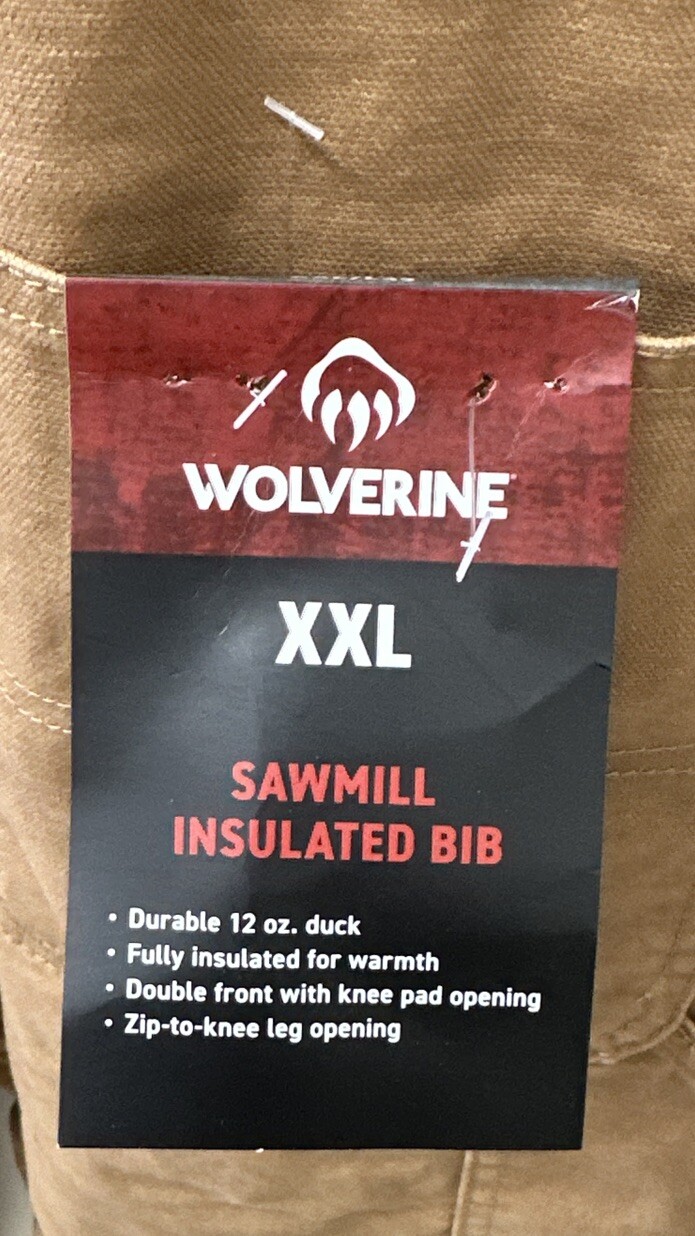 WOLVERINE
XXL
SAWMILL
INSULATED BIB
• Durable 12 oz. duck
• Fully insulated for warmth
• Double front with knee pad opening
• Zip-to-knee leg opening